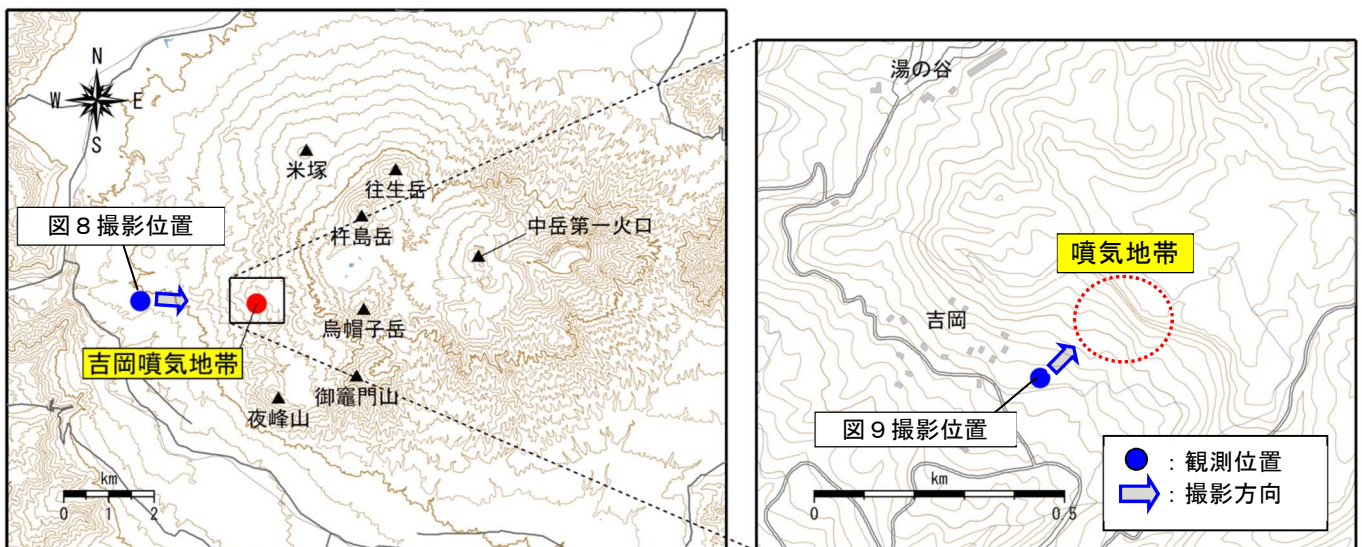 N
W
E
S
米塚
往生岳
杵島岳
中岳第一火口
図8撮影位置
烏帽子岳
吉岡噴気地帯
御竈門山
夜峰山
km
0 1 2
湯の谷
噴気地帯
吉岡
図9撮影位置
km
0 0.5
:観測位置
:撮影方向